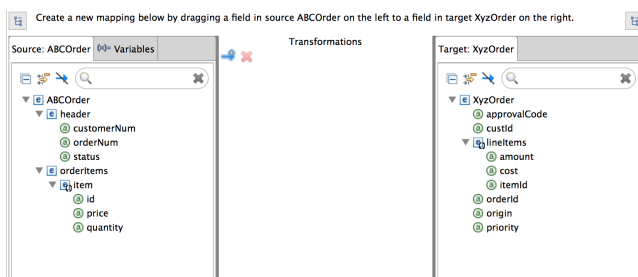 Create a new mapping below by dragging a field in source ABCOrder on the left to a field in target XyzOrder on the right.
Source: ABCOrder
(x)= Variables
Transformations
Target: XyzOrder
e ABCOrder
e header
a customerNum
a orderNum
a status
e orderItems
e item
a id
a price
a quantity
e XyzOrder
a approvalCode
a custId
e lineItems
a amount
a cost
a itemId
a orderId
a origin
a priority